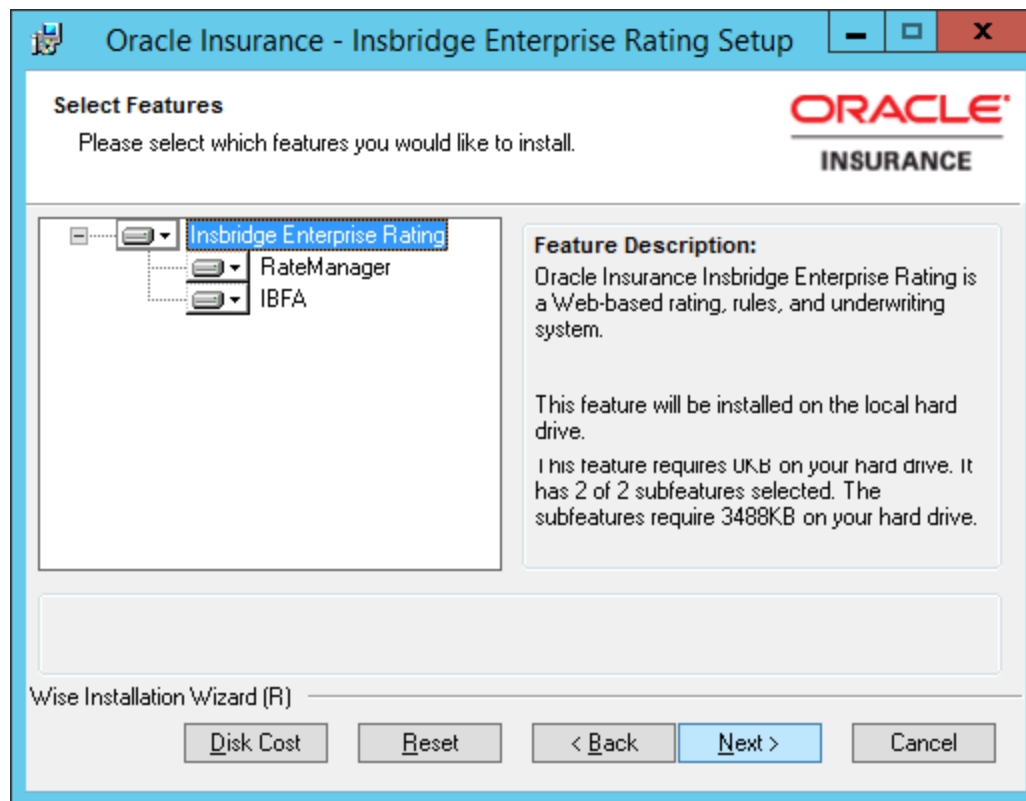 Oracle Insurance - Insbridge Enterprise Rating Setup
Select Features
Please select which features you would like to install.
ORACLE
INSURANCE
Insbridge Enterprise Rating
RateManager
IBFA
Feature Description:
Oracle Insurance Insbridge Enterprise Rating is
a Web-based rating, rules, and underwriting
system.
This feature will be installed on the local hard
drive.
This feature requires 0KB on your hard drive. It
has 2 of 2 subfeatures selected. The
subfeatures require 3488KB on your hard drive.
Wise Installation Wizard (R)
Disk Cost
Reset
< Back
Next >
Cancel